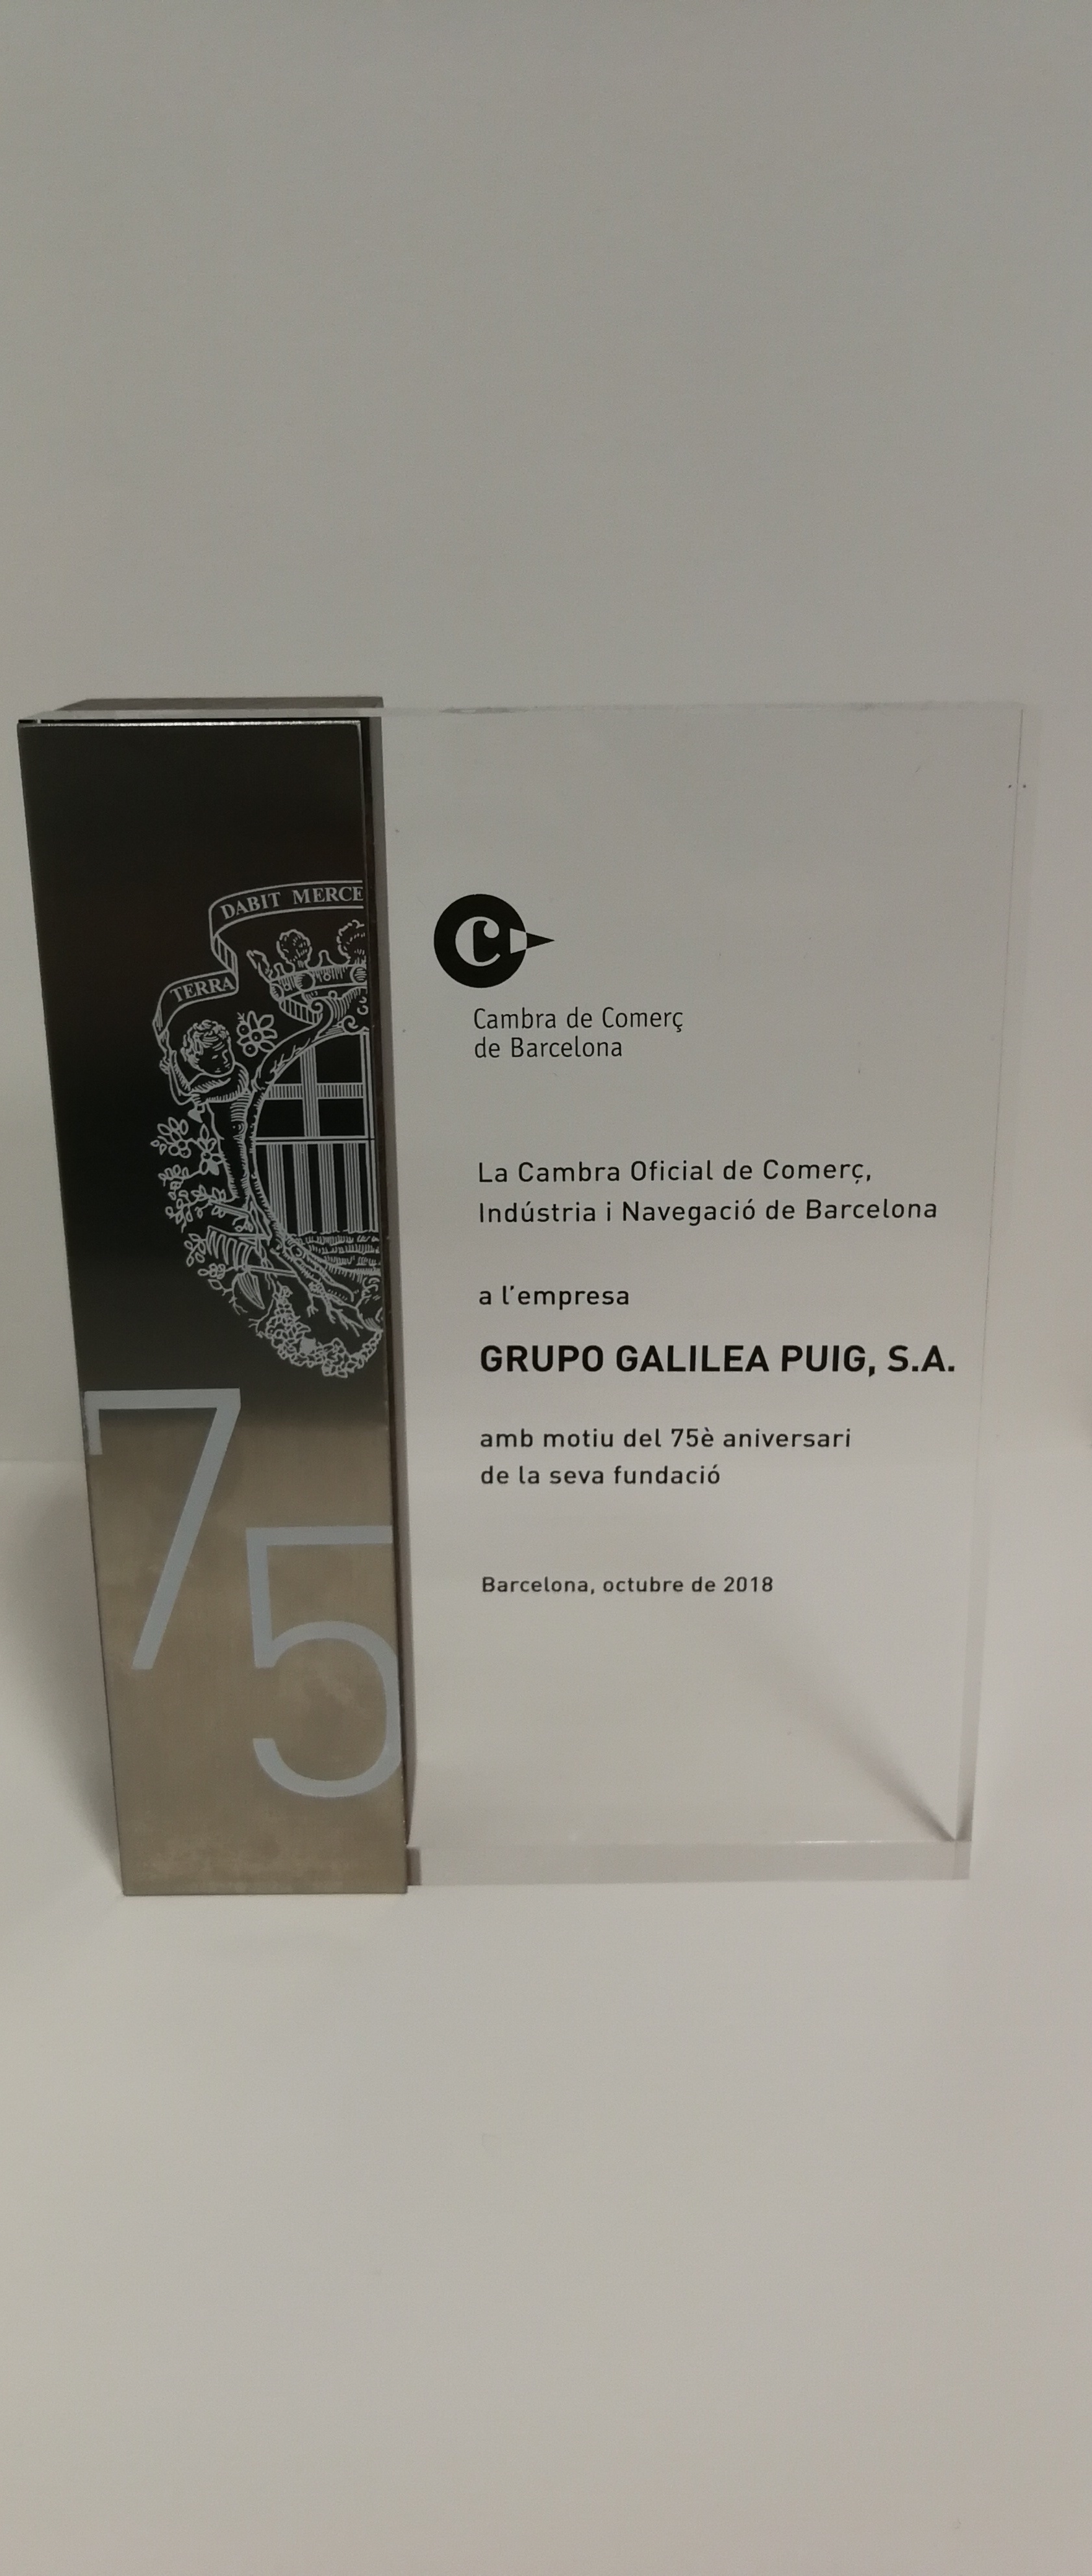 DABIT MERCE
TERRA
75
C
Cambra de Comerç
de Barcelona
La Cambra Oficial de Comerç,
Indústria i Navegació de Barcelona
a l'empresa
GRUPO GALILEA PUIG, S.A.
amb motiu del 75è aniversari
de la seva fundació
Barcelona, octubre de 2018